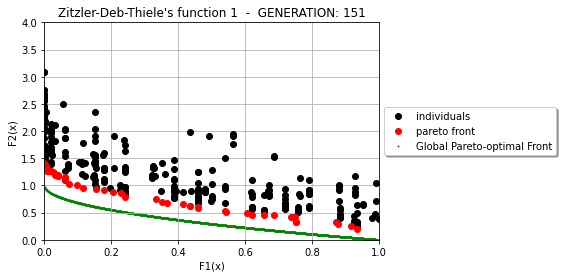 Zitzler-Deb-Thiele's function 1 - GENERATION: 151
4.0
3.5
3.0
2.5
2.0
1.5
1.0
0.5
0.0
F2(x)
0.0 0.2 0.4 0.6 0.8 1.0
F1(x)
individuals
pareto front
Global Pareto-optimal Front